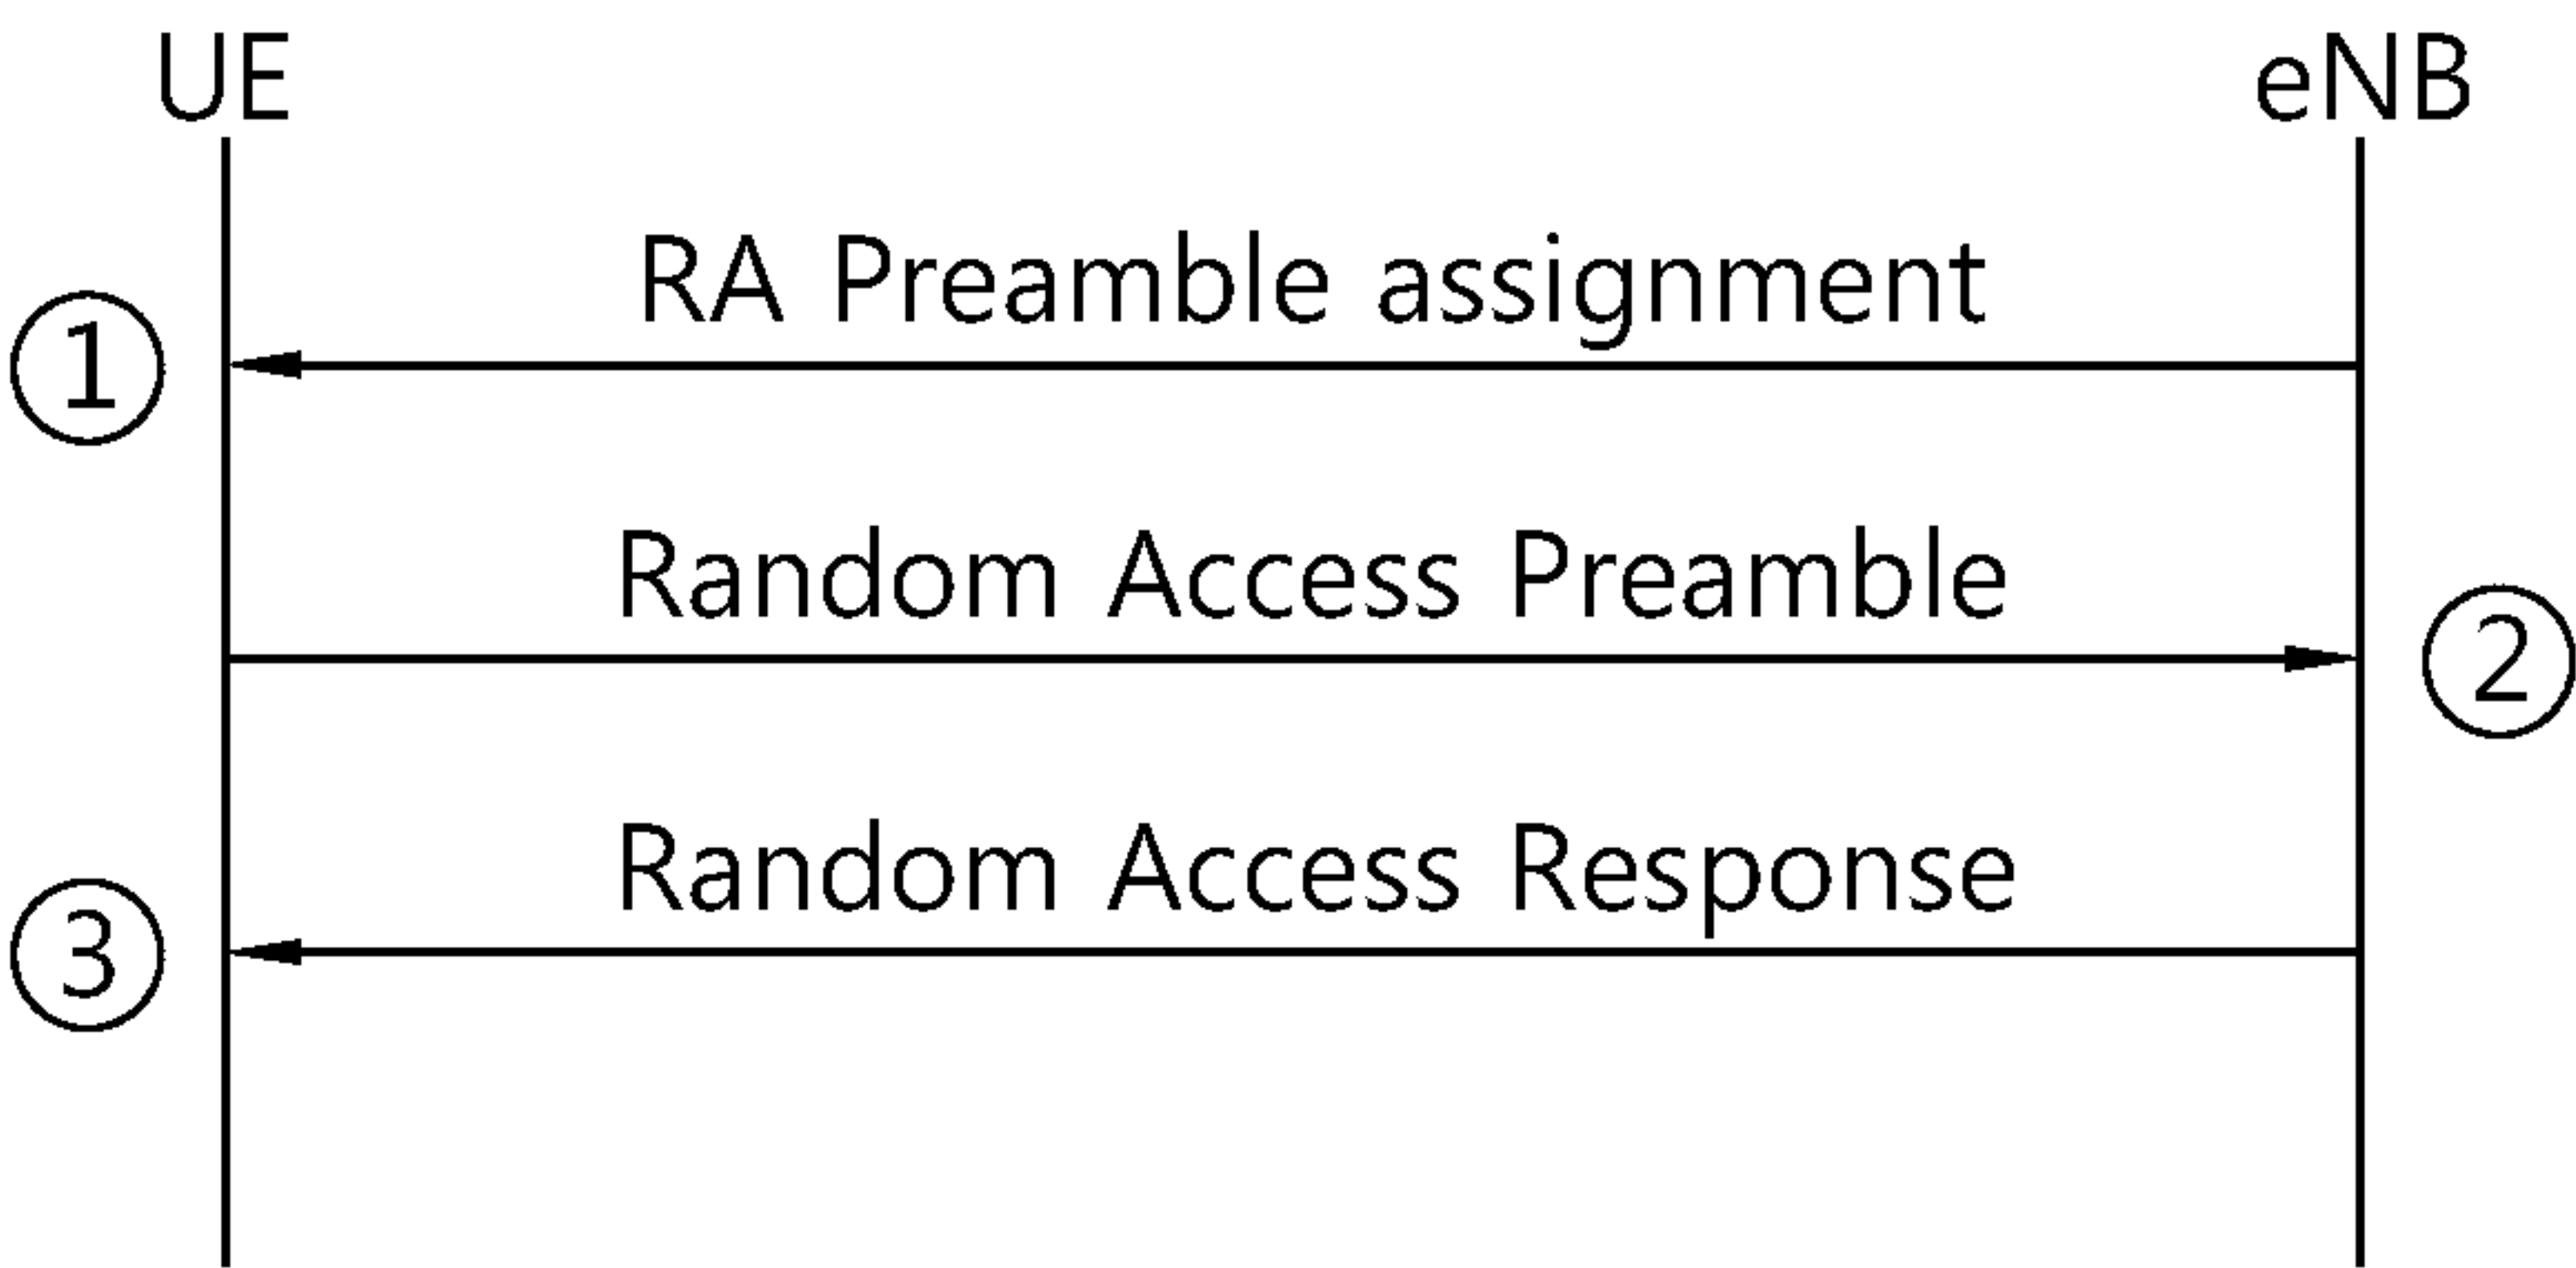 UE eNB
RA Preamble assignment
①
Random Access Preamble
②
Random Access Response
③